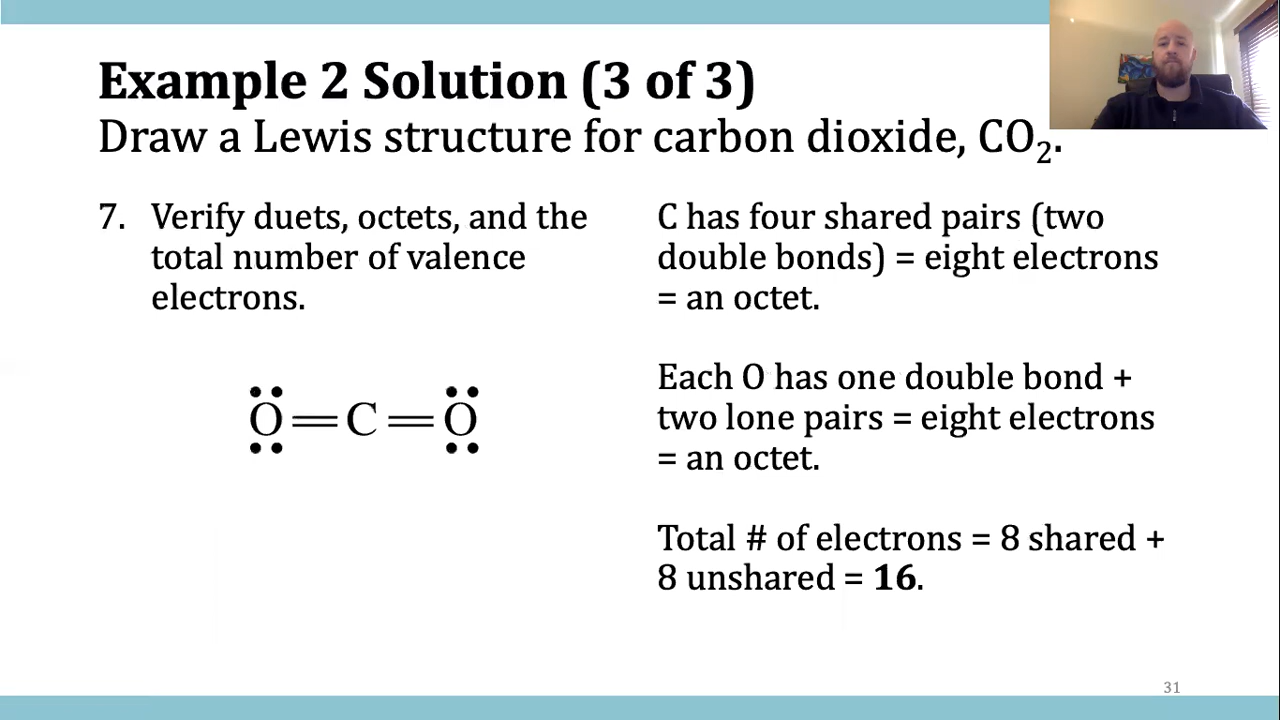 Example 2 Solution (3 of 3)
Draw a Lewis structure for carbon dioxide, CO₂.
7. Verify duets, octets, and the
total number of valence
electrons.
O=C=O
C has four shared pairs (two
double bonds) = eight electrons
= an octet.
Each O has one double bond +
two lone pairs = eight electrons
= an octet.
Total # of electrons = 8 shared +
8 unshared = 16.
31